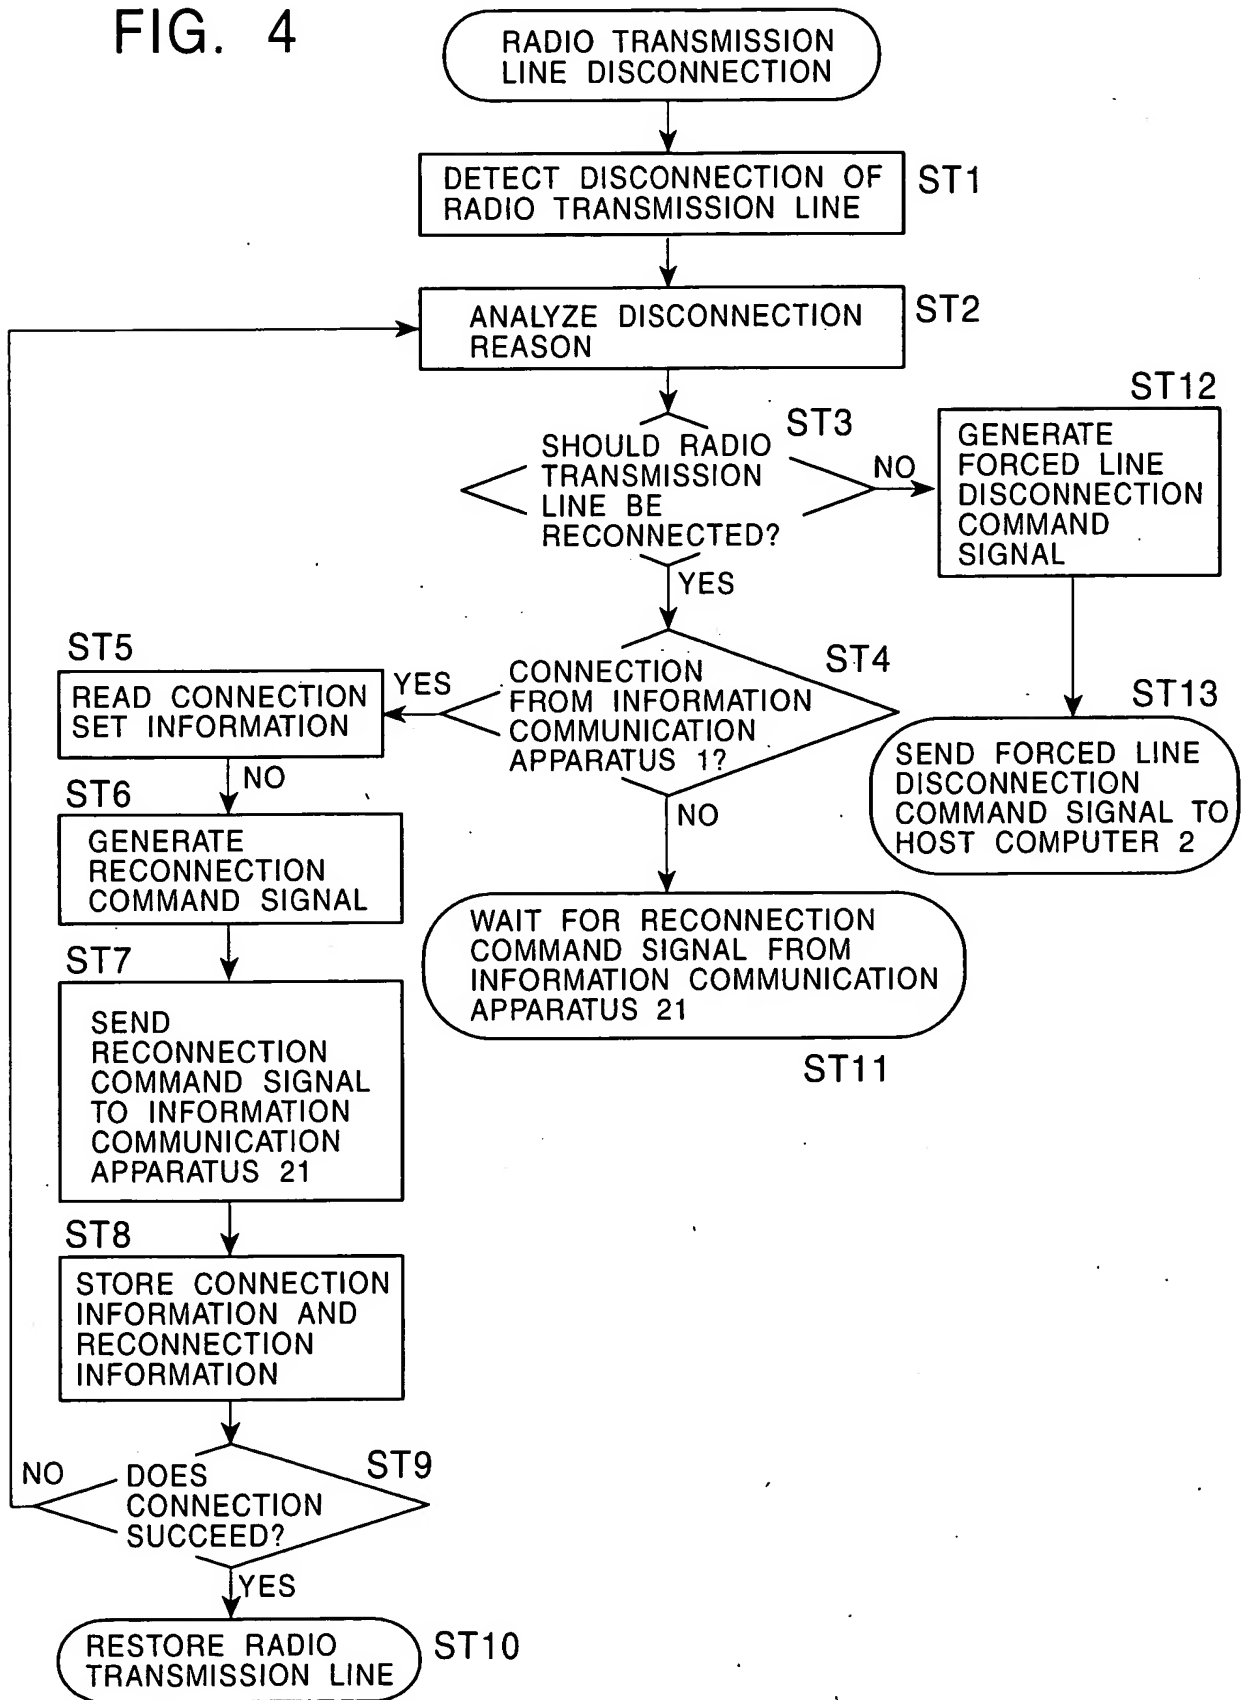 FIG. 4
RADIO TRANSMISSION
LINE DISCONNECTION
DETECT DISCONNECTION OF
RADIO TRANSMISSION LINE
ST1
ANALYZE DISCONNECTION
REASON
ST2
SHOULD RADIO
TRANSMISSION
LINE BE
RECONNECTED?
ST3
NO
YES
ST12
GENERATE
FORCED LINE
DISCONNECTION
COMMAND
SIGNAL
ST13
SEND FORCED LINE
DISCONNECTION
COMMAND SIGNAL TO
HOST COMPUTER 2
CONNECTION
FROM INFORMATION
COMMUNICATION
APPARATUS 1?
ST4
YES
NO
ST5
READ CONNECTION
SET INFORMATION
NO
ST6
GENERATE
RECONNECTION
COMMAND SIGNAL
WAIT FOR RECONNECTION
COMMAND SIGNAL FROM
INFORMATION COMMUNICATION
APPARATUS 21
ST11
ST7
SEND
RECONNECTION
COMMAND SIGNAL
TO INFORMATION
COMMUNICATION
APPARATUS 21
ST8
STORE CONNECTION
INFORMATION AND
RECONNECTION
INFORMATION
ST9
NO
DOES
CONNECTION
SUCCEED?
YES
RESTORE RADIO
TRANSMISSION LINE
ST10